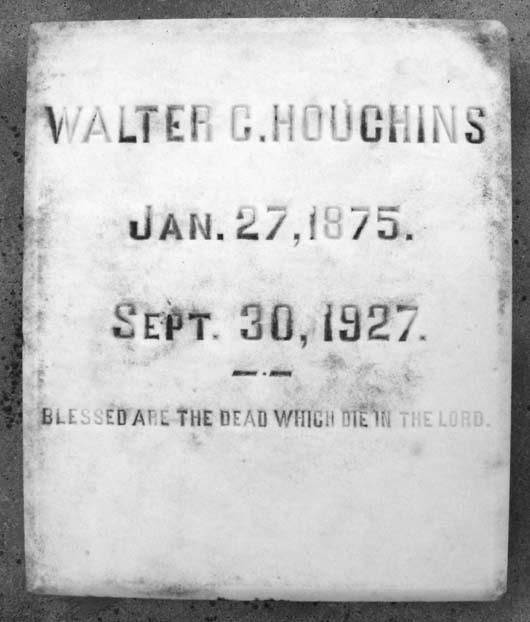 WALTER C. HOUCHINS
JAN. 27, 1875.
SEPT. 30, 1927.
BLESSED ARE THE DEAD WHICH DIE IN THE LORD.